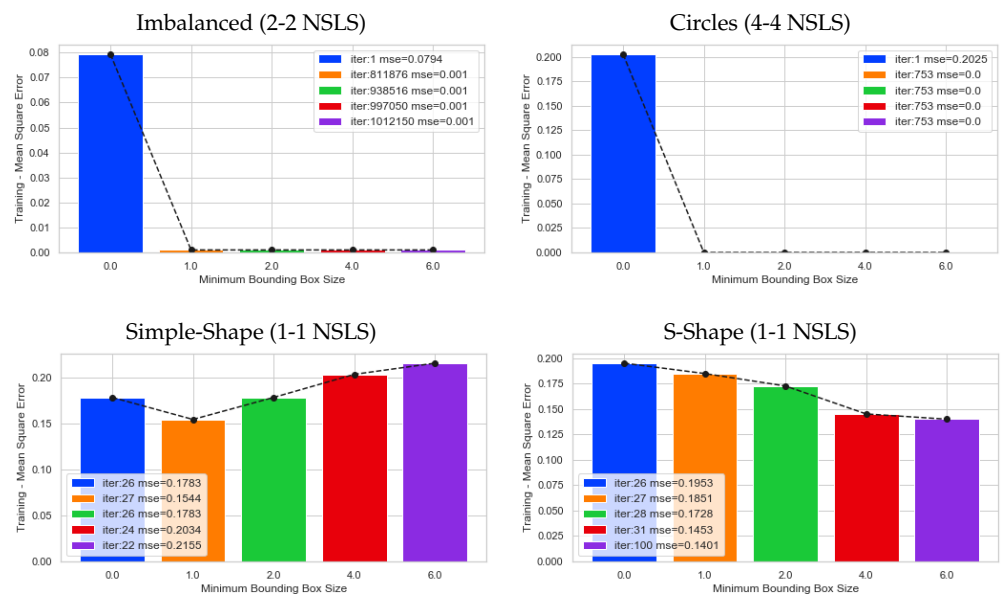 Imbalanced (2-2 NSLS)
Training - Mean Square Error
0.08
0.07
0.06
0.05
0.04
0.03
0.02
0.01
0.00
iter:1 mse=0.0794
iter:811876 mse=0.001
iter:938516 mse=0.001
iter:997050 mse=0.001
iter:1012150 mse=0.001
0.0 1.0 2.0 4.0 6.0
Minimum Bounding Box Size
Circles (4-4 NSLS)
Training - Mean Square Error
0.200
0.175
0.150
0.125
0.100
0.075
0.050
0.025
0.000
iter:1 mse=0.2025
iter:753 mse=0.0
iter:753 mse=0.0
iter:753 mse=0.0
iter:753 mse=0.0
0.0 1.0 2.0 4.0 6.0
Minimum Bounding Box Size
Simple-Shape (1-1 NSLS)
Training - Mean Square Error
0.20
0.15
0.10
0.05
0.00
iter:26 mse=0.1783
iter:27 mse=0.1544
iter:26 mse=0.1783
iter:24 mse=0.2034
iter:22 mse=0.2155
0.0 1.0 2.0 4.0 6.0
Minimum Bounding Box Size
S-Shape (1-1 NSLS)
Training - Mean Square Error
0.200
0.175
0.150
0.125
0.100
0.075
0.050
0.025
0.000
iter:26 mse=0.1953
iter:27 mse=0.1851
iter:28 mse=0.1728
iter:31 mse=0.1453
iter:100 mse=0.1401
0.0 1.0 2.0 4.0 6.0
Minimum Bounding Box Size